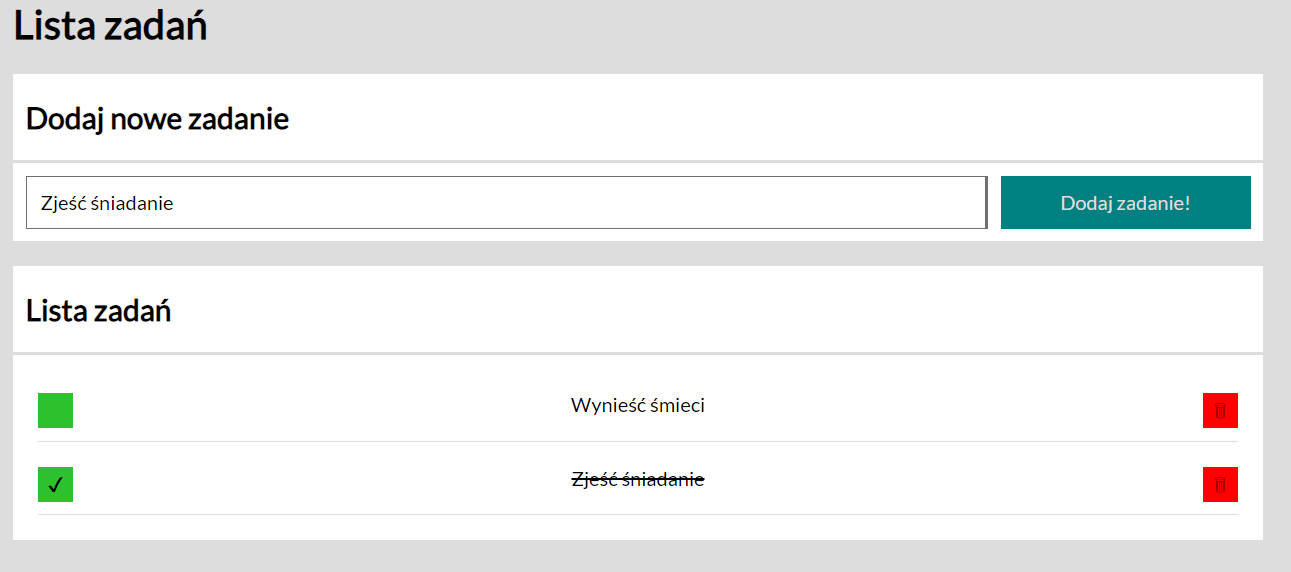 Lista zadań
Dodaj nowe zadanie
Zjeść śniadanie
Dodaj zadanie!
Lista zadań
Wynieść śmieci
✓ Zjeść śniadanie